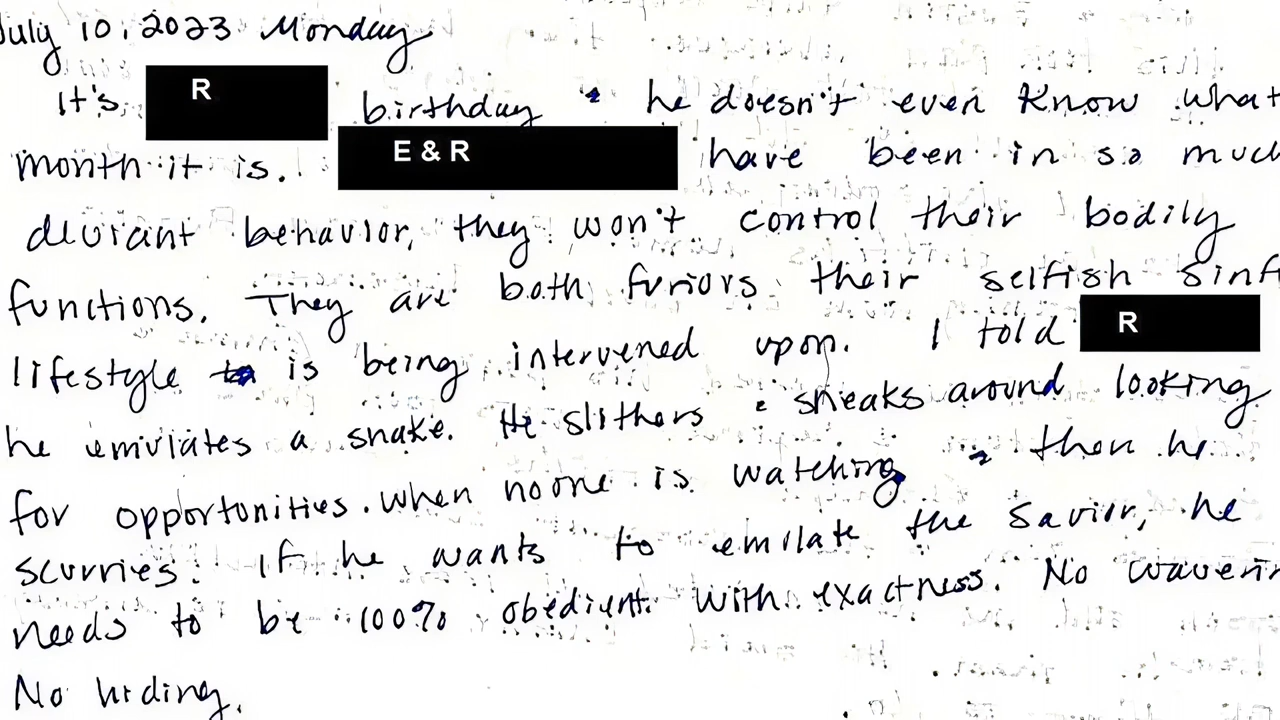 July 10, 2023 Monday
It's R birthday & he doesn't even know what
month it is. E & R have been in so much
deviant behavior, they won't control their bodily
functions. They are both furiors their selfish sinf
lifestyle is being intervened upon. I told R
he emulates a snake. He slithers & sneaks around looking
for opportunities. when noone is watching & then he
scurries. If he wants to emulate the Savior, he
needs to be 100% obedient. with exactness. No waverin
No hiding.